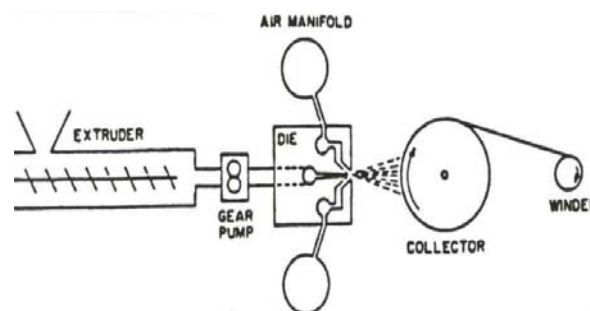 AIR MANIFOLD
EXTRUDER
DIE
GEAR
PUMP
COLLECTOR
WINDER